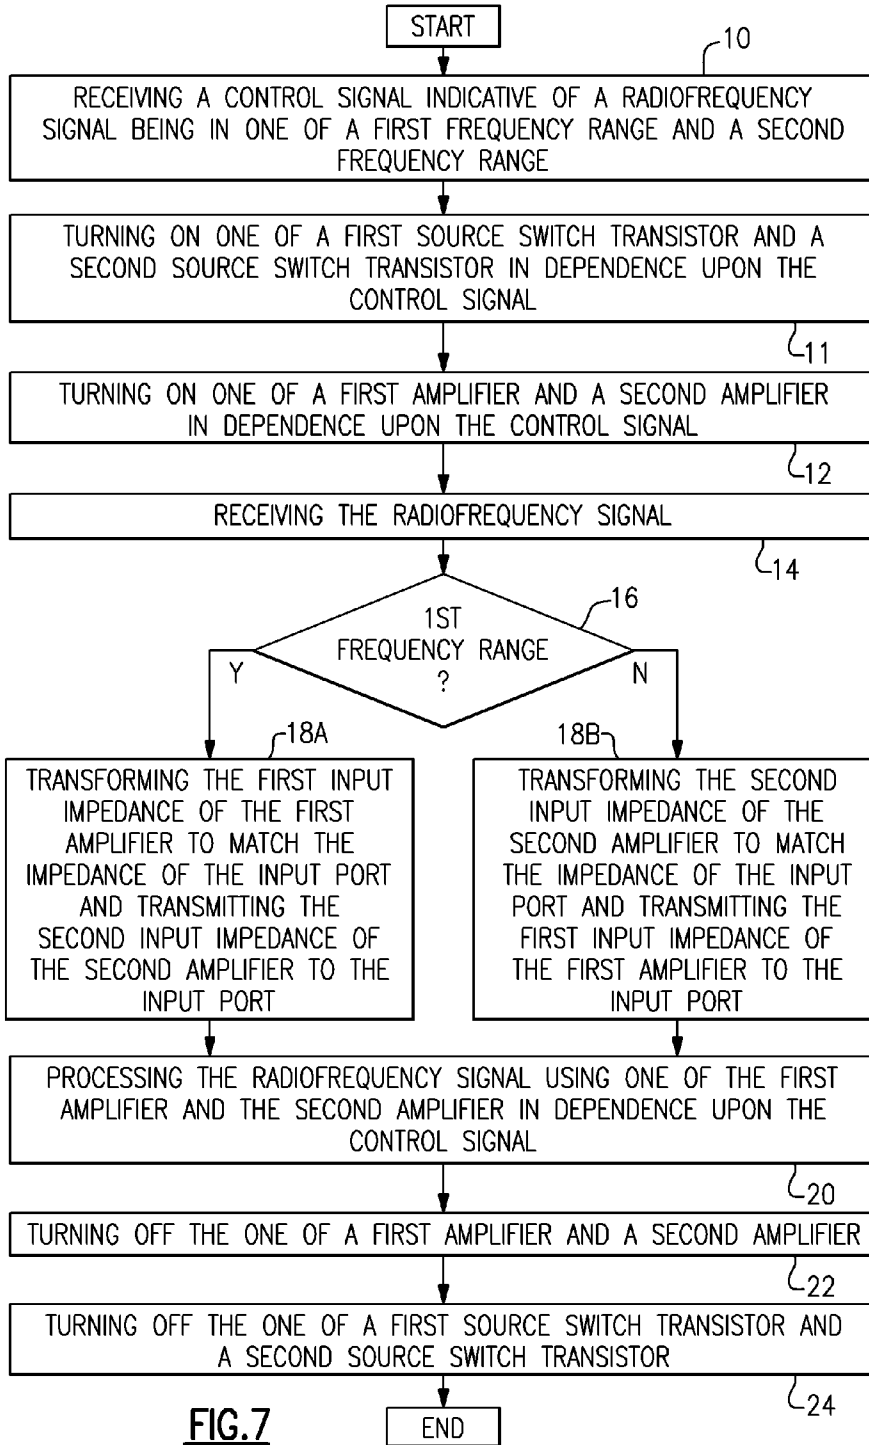 START
10
RECEIVING A CONTROL SIGNAL INDICATIVE OF A RADIOFREQUENCY
SIGNAL BEING IN ONE OF A FIRST FREQUENCY RANGE AND A SECOND
FREQUENCY RANGE
TURNING ON ONE OF A FIRST SOURCE SWITCH TRANSISTOR AND A
SECOND SOURCE SWITCH TRANSISTOR IN DEPENDENCE UPON THE
CONTROL SIGNAL
11
TURNING ON ONE OF A FIRST AMPLIFIER AND A SECOND AMPLIFIER
IN DEPENDENCE UPON THE CONTROL SIGNAL
12
RECEIVING THE RADIOFREQUENCY SIGNAL
14
16
1ST
FREQUENCY RANGE
?
Y
N
18A
TRANSFORMING THE FIRST INPUT
IMPEDANCE OF THE FIRST
AMPLIFIER TO MATCH THE
IMPEDANCE OF THE INPUT PORT
AND TRANSMITTING THE
SECOND INPUT IMPEDANCE OF
THE SECOND AMPLIFIER TO THE
INPUT PORT
18B
TRANSFORMING THE SECOND
INPUT IMPEDANCE OF THE
SECOND AMPLIFIER TO MATCH
THE IMPEDANCE OF THE INPUT
PORT AND TRANSMITTING THE
FIRST INPUT IMPEDANCE OF
THE FIRST AMPLIFIER TO THE
INPUT PORT
PROCESSING THE RADIOFREQUENCY SIGNAL USING ONE OF THE FIRST
AMPLIFIER AND THE SECOND AMPLIFIER IN DEPENDENCE UPON THE
CONTROL SIGNAL
20
TURNING OFF THE ONE OF A FIRST AMPLIFIER AND A SECOND AMPLIFIER
22
TURNING OFF THE ONE OF A FIRST SOURCE SWITCH TRANSISTOR AND
A SECOND SOURCE SWITCH TRANSISTOR
24
END
FIG.7